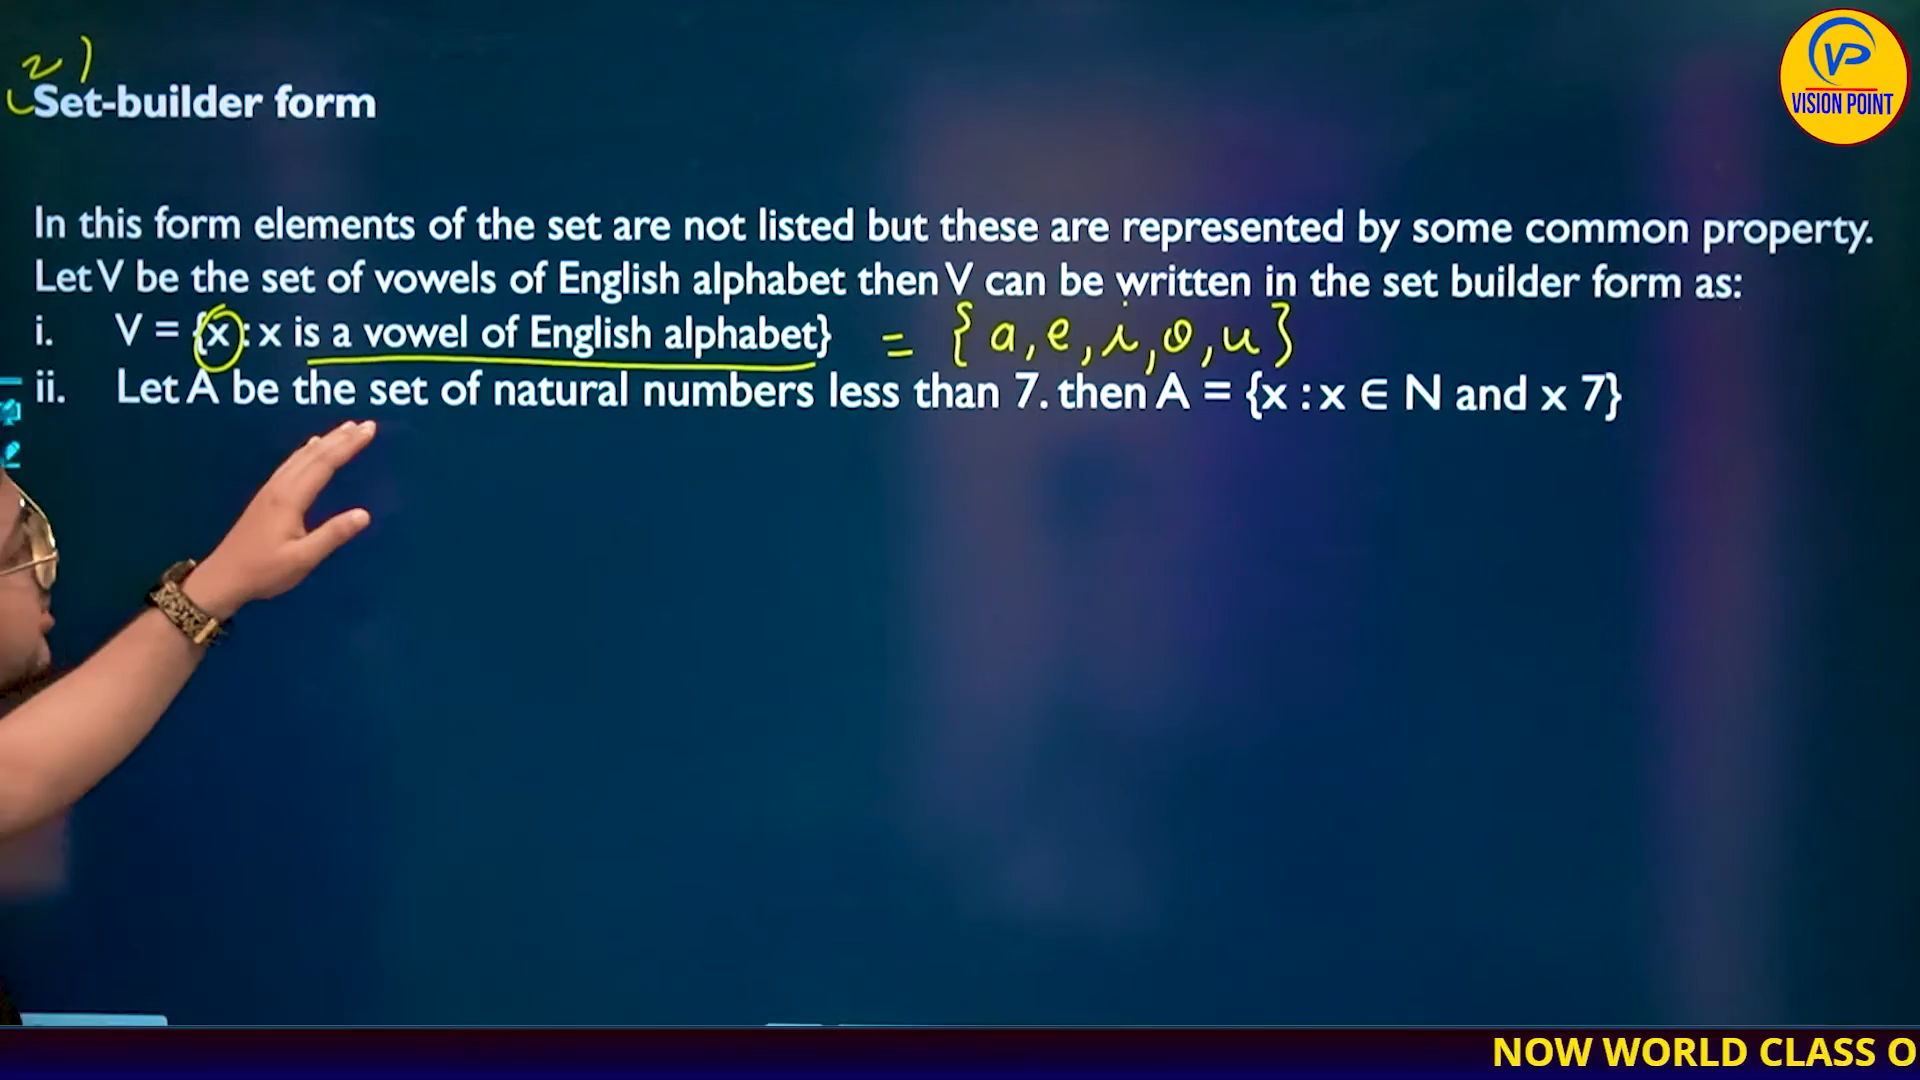 2)
Set-builder form
VP
VISION POINT
In this form elements of the set are not listed but these are represented by some common property.
Let V be the set of vowels of English alphabet then V can be written in the set builder form as:
i. V = {x : x is a vowel of English alphabet} = {a, e, i, o, u}
ii. Let A be the set of natural numbers less than 7. then A = {x : x ∈ N and x 7}
NOW WORLD CLASS O